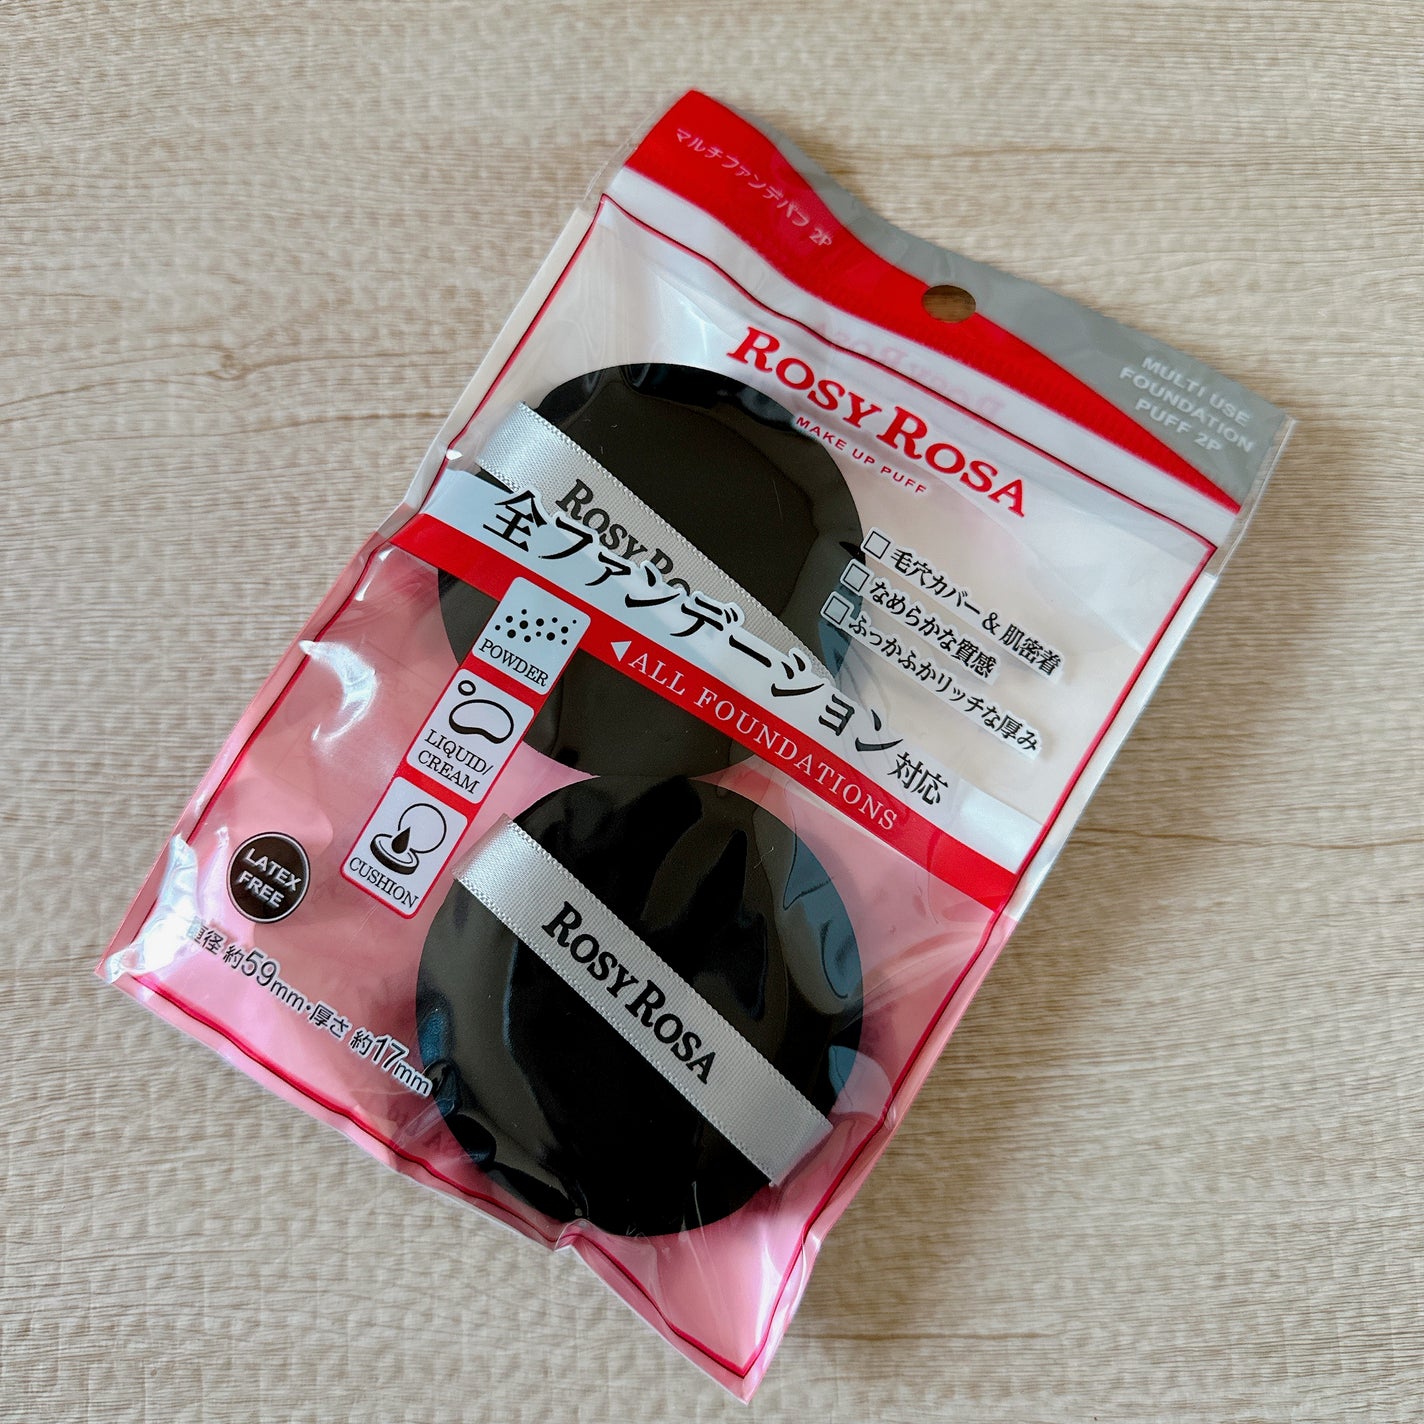 マルチファンデパフ 2P
MULTI USE
FOUNDATION
PUFF 2P
ROSY ROSA
MAKE UP PUFF
□毛穴カバー & 肌密着
□なめらかな質感
□ふっかふかリッチな厚み
ROSY RO
全ファンデーション対応
◀ALL FOUNDATIONS
POWDER
LIQUID/
CREAM
CUSHION
LATEX
FREE
直径 約59mm・厚さ 約17mm
ROSY ROSA